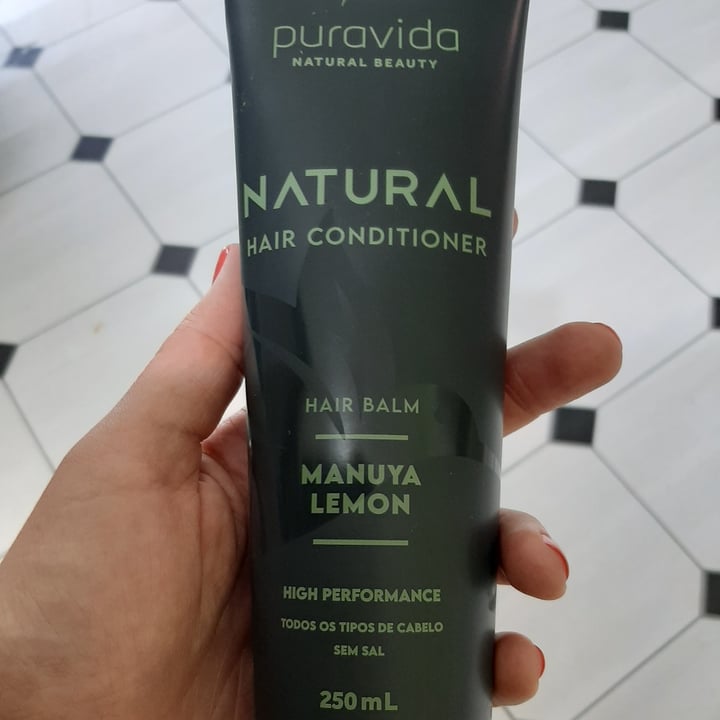 puravida
NATURAL BEAUTY
NATURAL
HAIR CONDITIONER
HAIR BALM
MANUYA
LEMON
HIGH PERFORMANCE
TODOS OS TIPOS DE CABELO
SEM SAL
250 mL